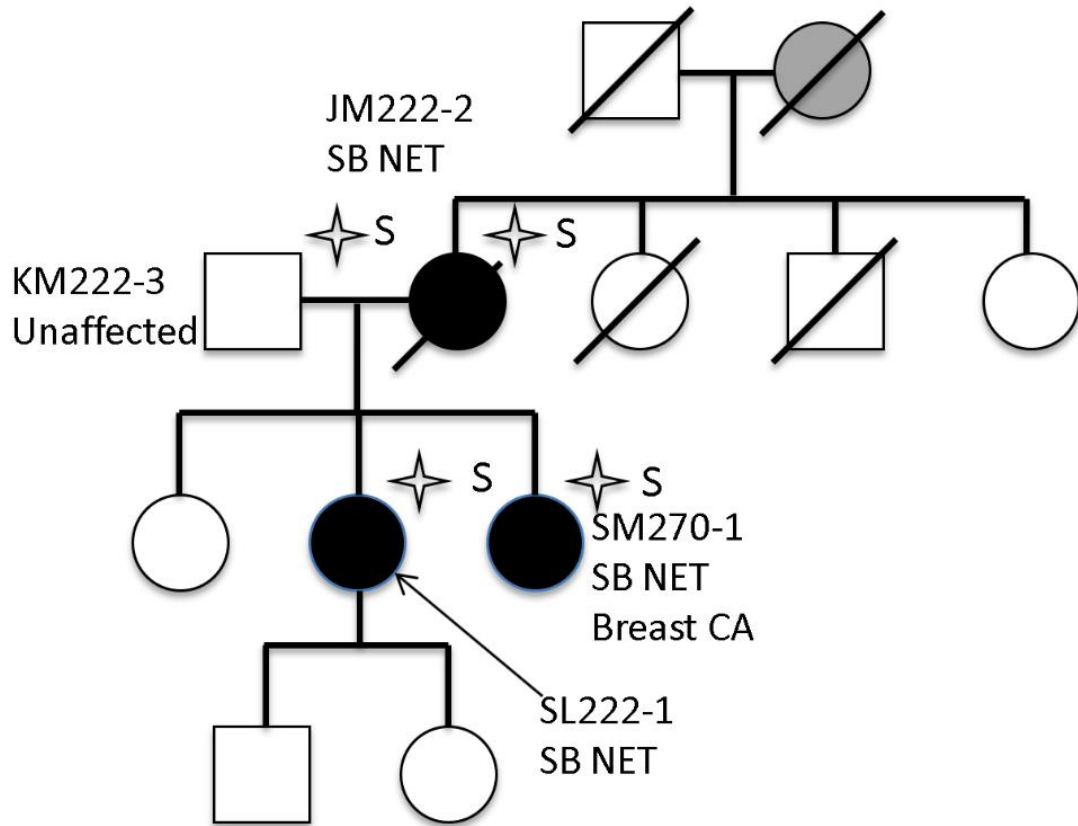 JM222-2
SB NET
S
S
KM222-3
Unaffected
S
S
SM270-1
SB NET
Breast CA
SL222-1
SB NET